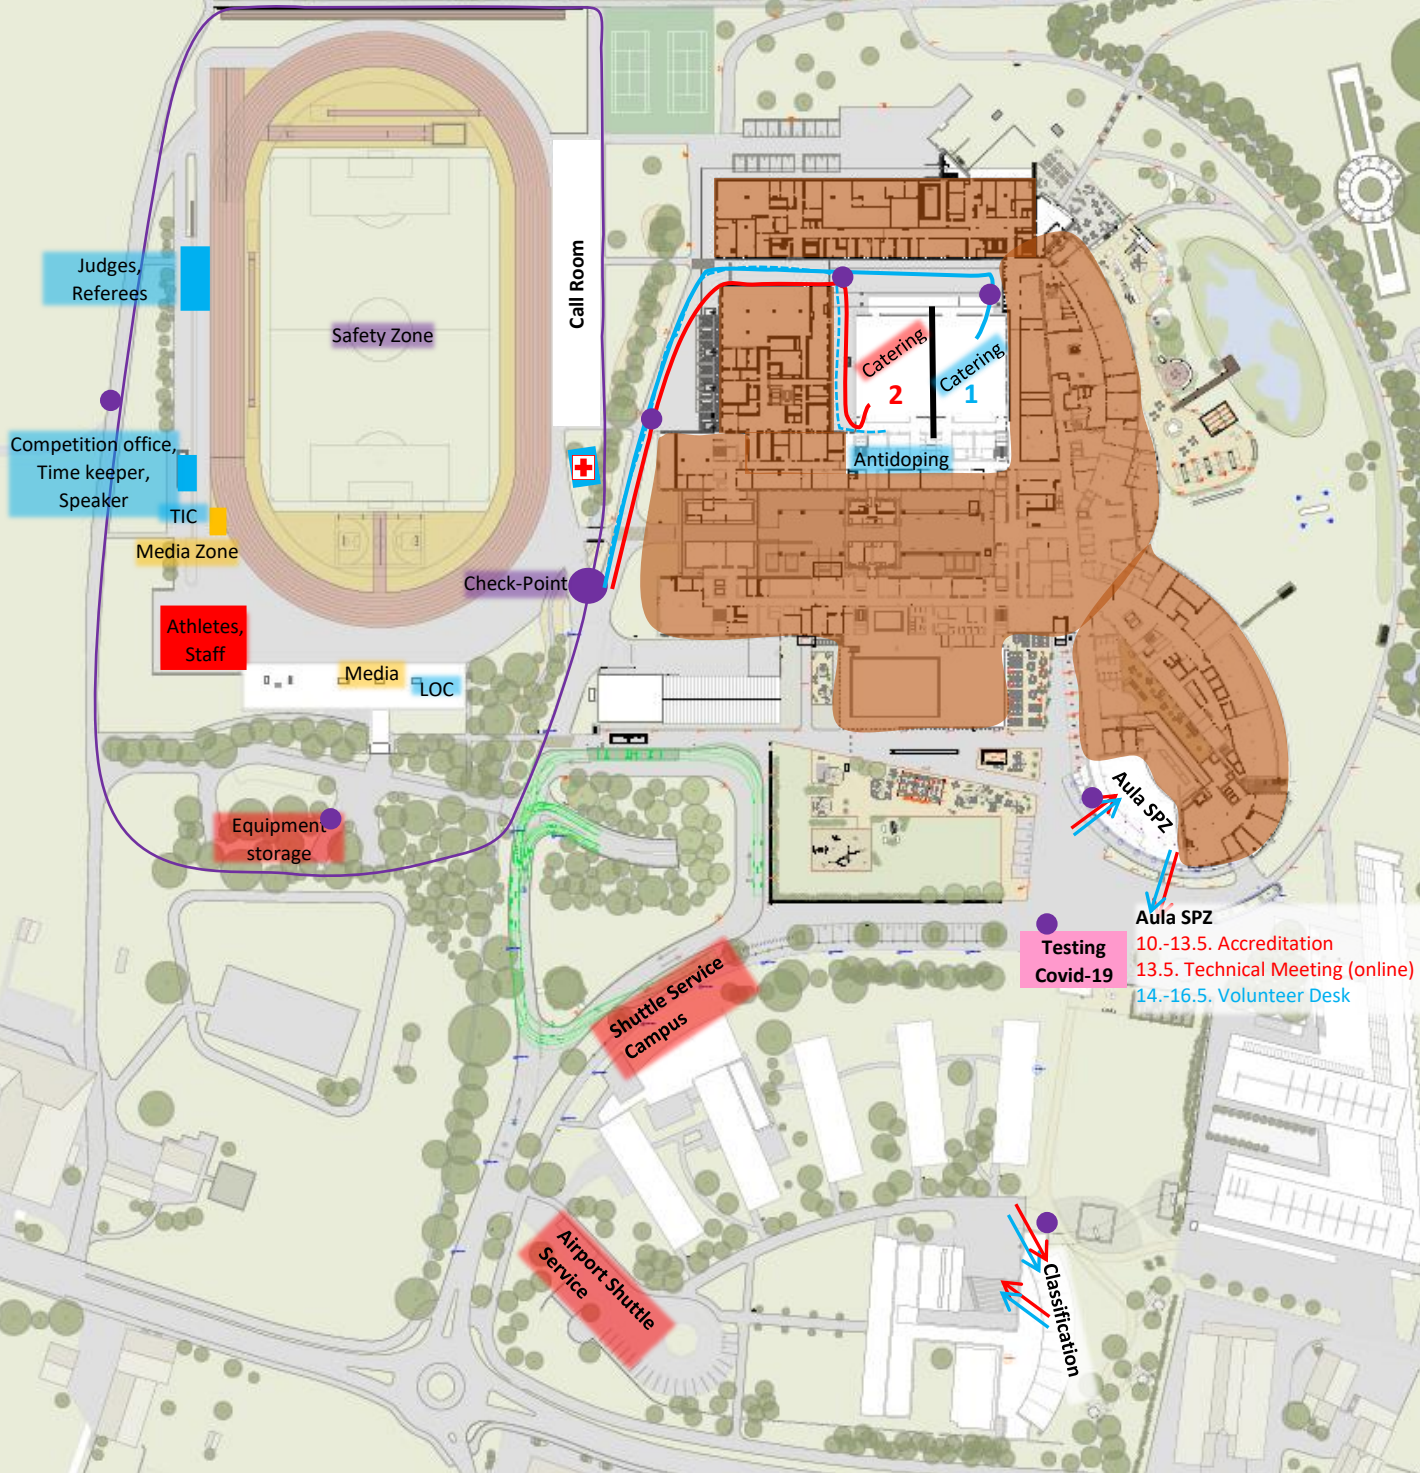 Judges,
Referees
Safety Zone
Call Room
Catering
2
Catering
1
Antidoping
Competition office,
Time keeper,
Speaker
TIC
Media Zone
Check-Point
Athletes,
Staff
Media
LOC
Equipment
storage
Aula SPZ
Aula SPZ
10.-13.5. Accreditation
13.5. Technical Meeting (online)
14.-16.5. Volunteer Desk
Testing
Covid-19
Shuttle Service
Campus
Airport Shuttle
Service
Classification